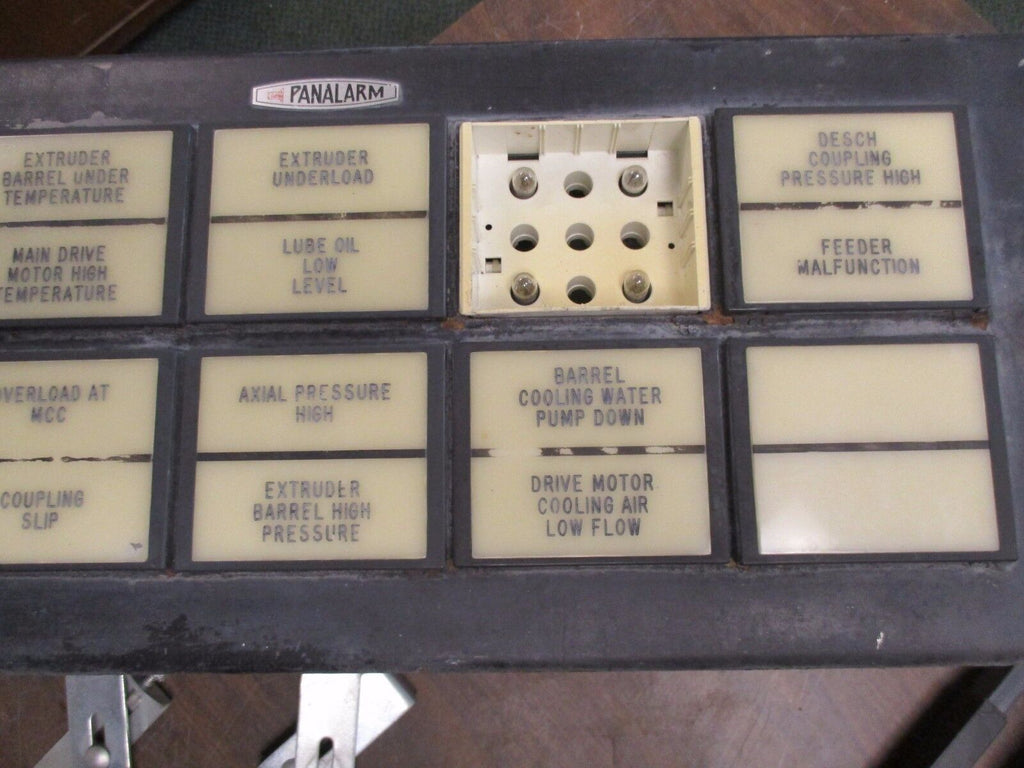 PANALARM
EXTRUDER
BARREL UNDER
TEMPERATURE
MAIN DRIVE
MOTOR HIGH
TEMPERATURE
EXTRUDER
UNDERLOAD
LUBE OIL
LOW
LEVEL
DESCH
COUPLING
PRESSURE HIGH
FEEDER
MALFUNCTION
OVERLOAD AT
MCC
COUPLING
SLIP
AXIAL PRESSURE
HIGH
EXTRUDER
BARREL HIGH
PRESSURE
BARREL
COOLING WATER
PUMP DOWN
DRIVE MOTOR
COOLING AIR
LOW FLOW